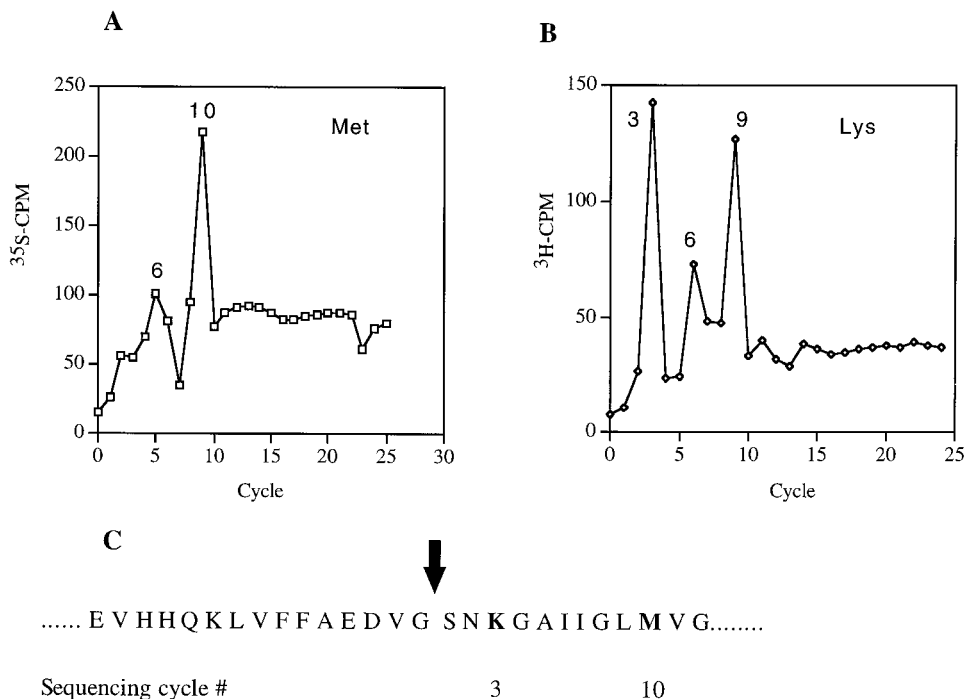 A
B
250
200
150
100
50
0
10
6
Met
35S-CPM
0 5 10 15 20 25 30
Cycle
150
100
50
0
3
9
6
Lys
3H-CPM
0 5 10 15 20 25
Cycle
C
...... E V H H Q K L V F F A E D V G S N K G A I I G L M V G........
Sequencing cycle # 3 10